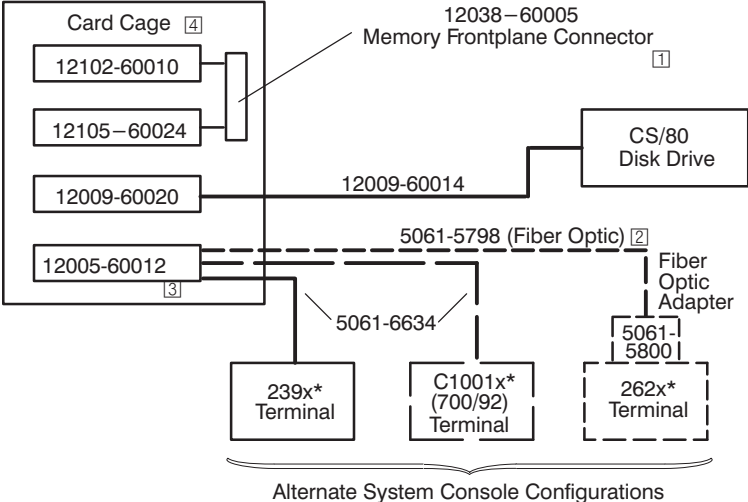 Card Cage 4
12038–60005
Memory Frontplane Connector
1
12102-60010
12105–60024
CS/80
Disk Drive
12009-60020
12009-60014
5061-5798 (Fiber Optic) 2
12005-60012
3
Fiber
Optic
Adapter
5061-6634
5061-
5800
239x*
Terminal
C1001x*
(700/92)
Terminal
262x*
Terminal
Alternate System Console Configurations